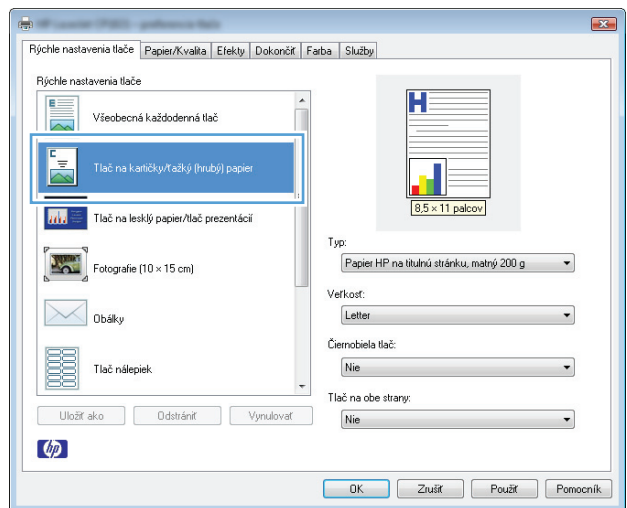 Rýchle nastavenia tlače Papier/Kvalita Efekty Dokončiť Farba Služby
Rýchle nastavenia tlače
Všeobecná každodenná tlač
Tlač na kartičky/ťažký (hrubý) papier
Tlač na lesklý papier/tlač prezentácií
Fotografie (10 × 15 cm)
Obálky
Tlač nálepiek
Uložiť ako Odstrániť Vynulovať
8,5 × 11 palcov
Typ:
Papier HP na titulnú stránku, matný 200 g
Veľkosť:
Letter
Čiernobiela tlač:
Nie
Tlač na obe strany:
Nie
hp
OK Zrušiť Použiť Pomocník